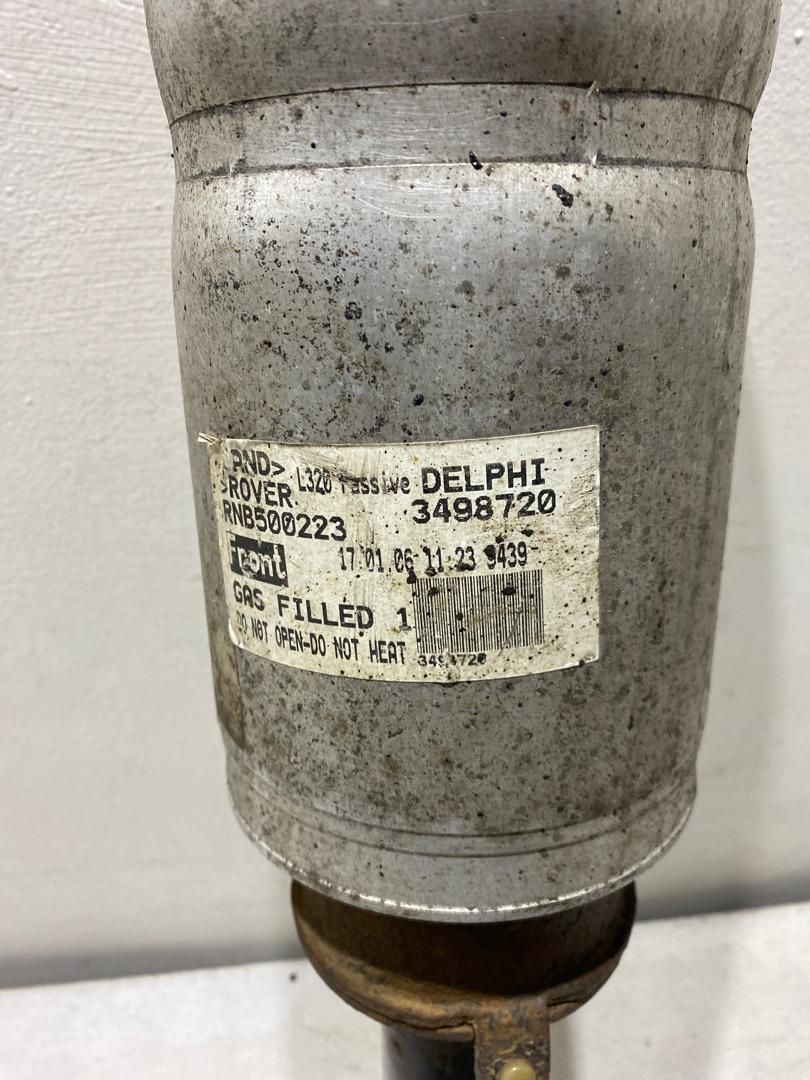 AND> L320 Passive DELPHI
>ROVER. 3498720
RNB500223
Front 17.01.06 11:23 9439
GAS FILLED 1
DO NOT OPEN-DO NOT HEAT